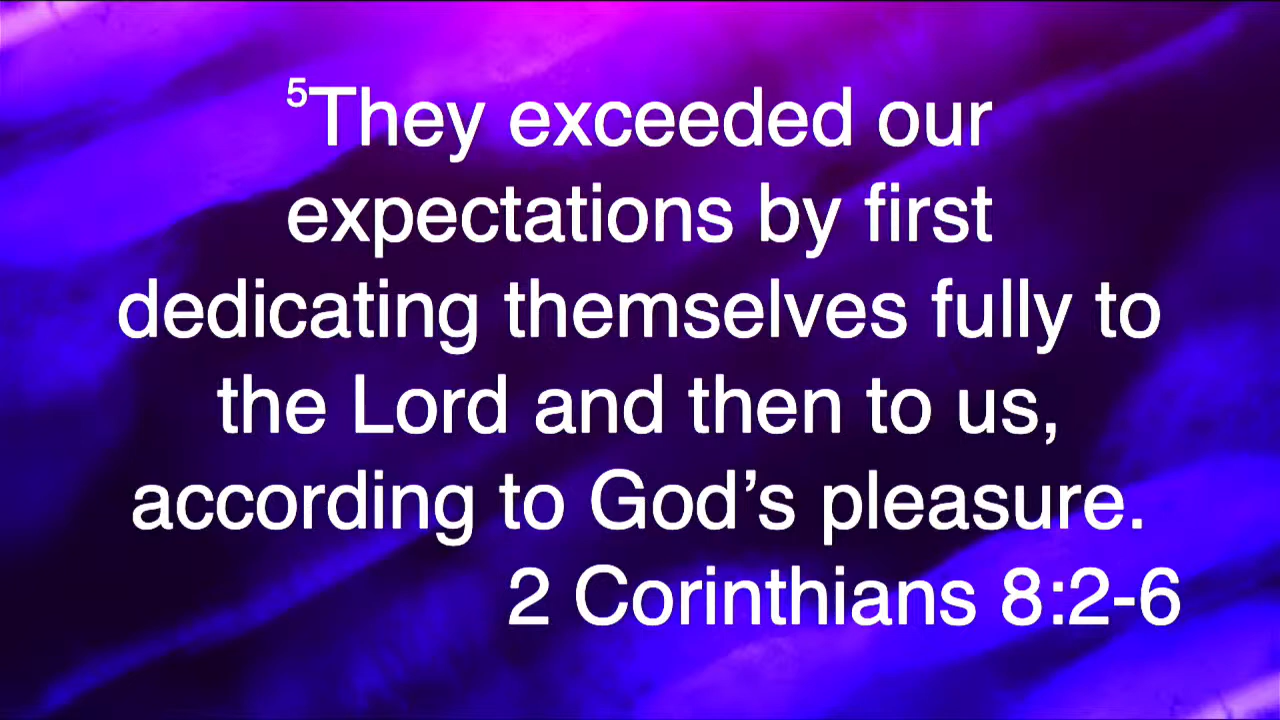 ⁵They exceeded our
expectations by first
dedicating themselves fully to
the Lord and then to us,
according to God’s pleasure.
2 Corinthians 8:2-6